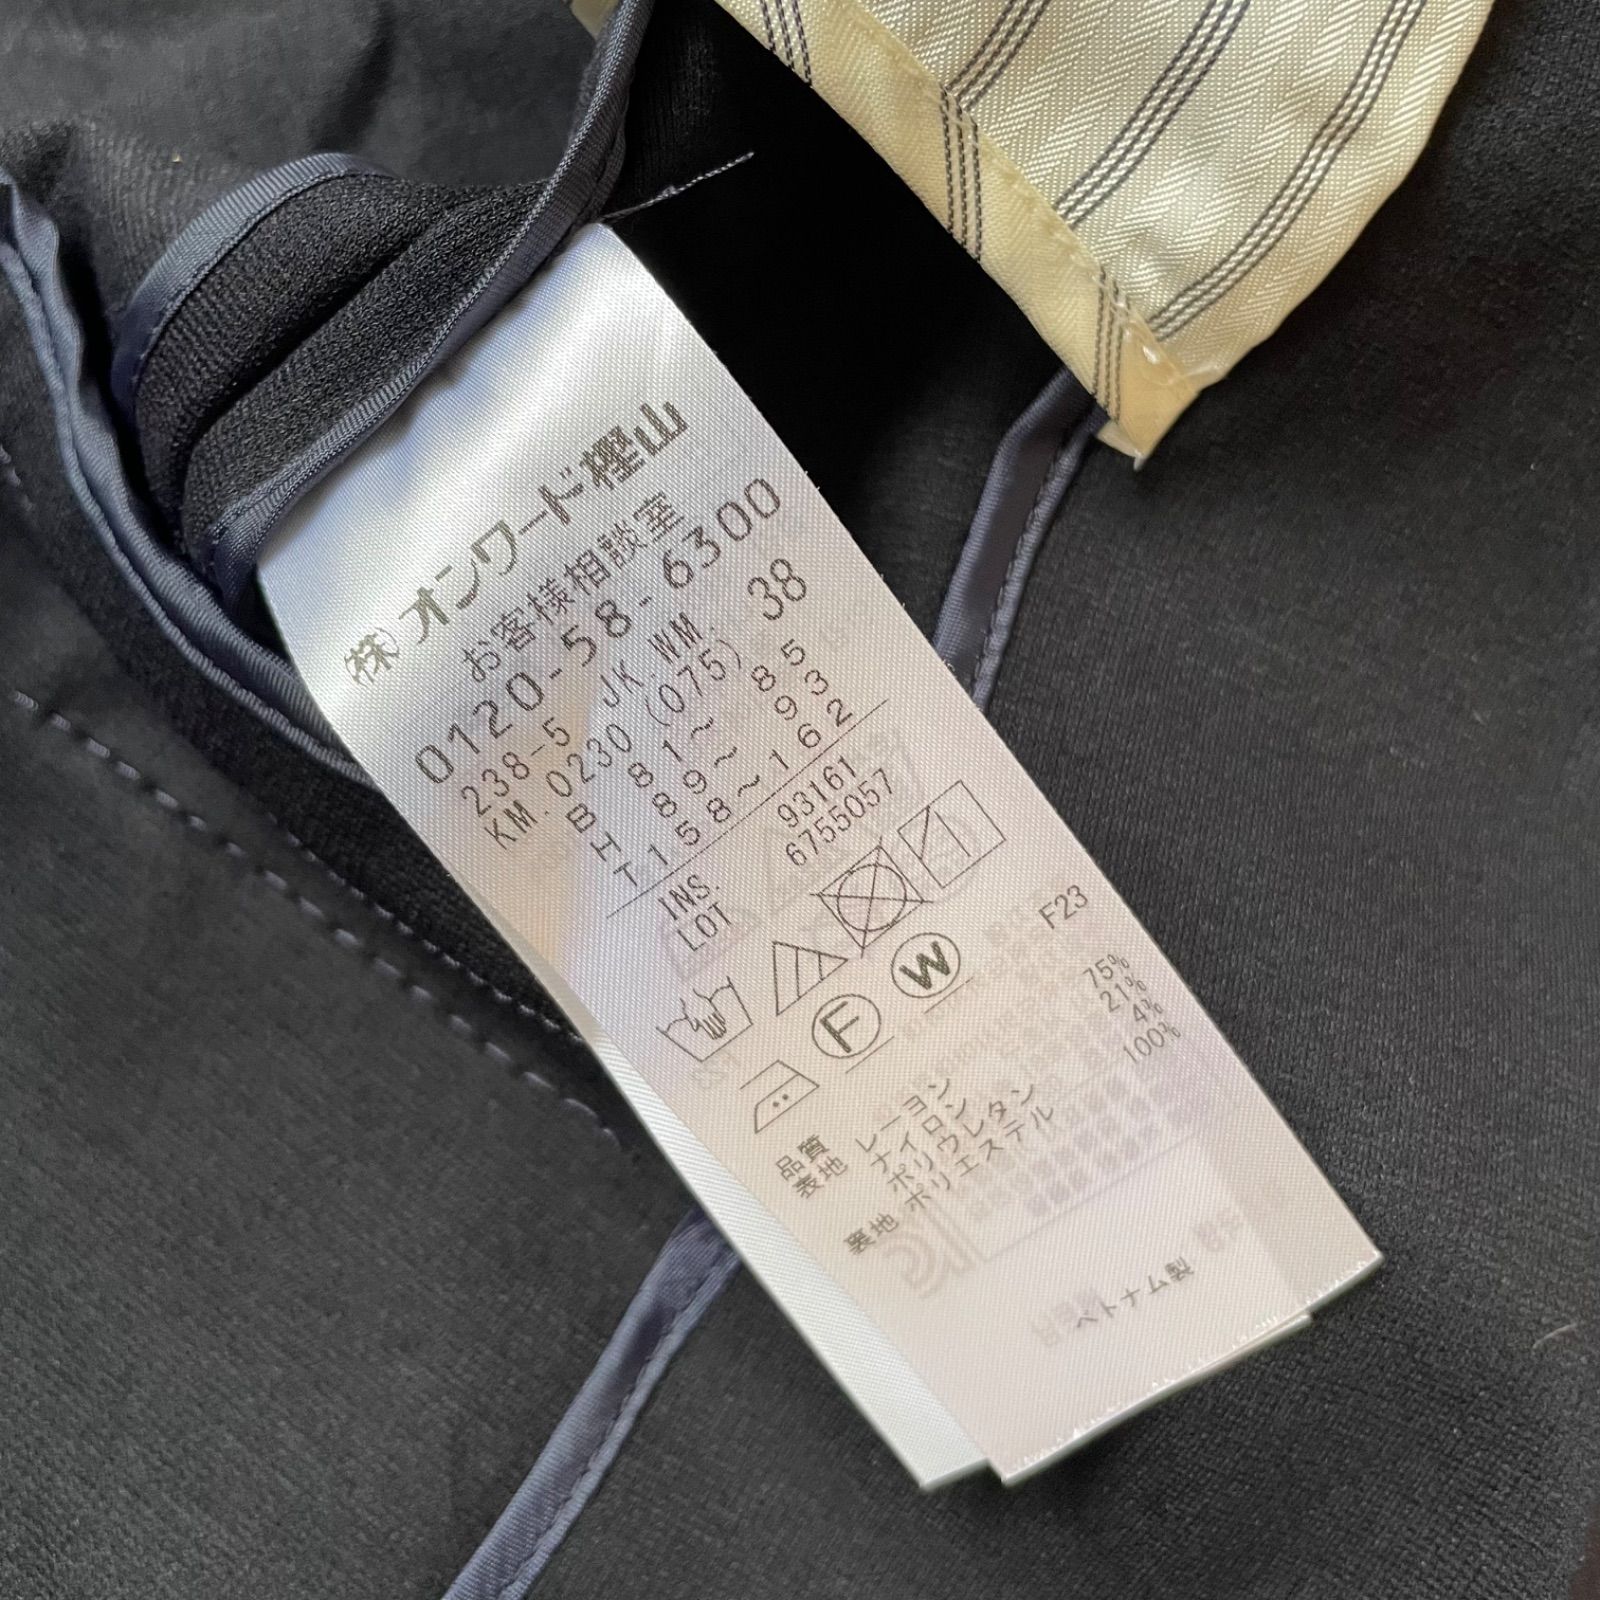 (株)オンワード樫山
お客様相談室
0120-58-6300
238-5 JK.WM. 38
KM.0230(075)
B 81~ 85
H 89~ 93
T 158~162
INS. 93161
LOT 6755057
F W
F23
品質
表地 レーヨン 75%
ナイロン 21%
ポリウレタン 4%
裏地 ポリエステル 100%
ベトナム製